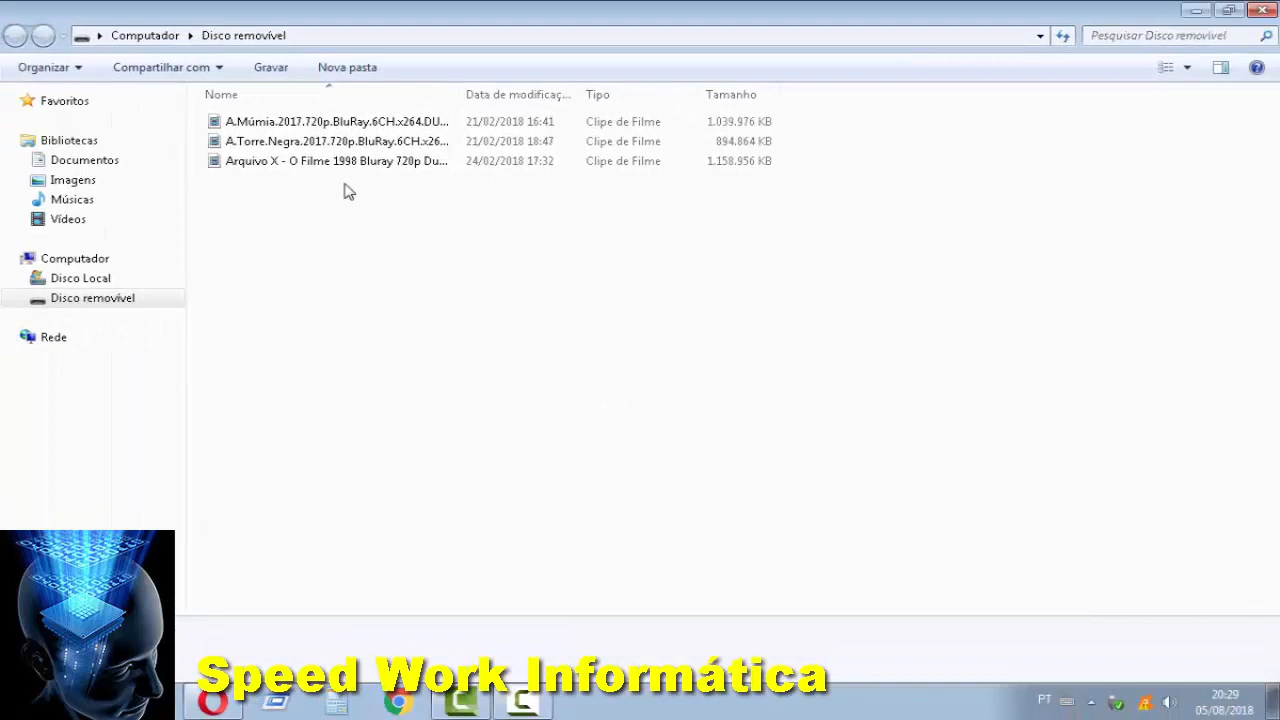 Computador Disco removível
Pesquisar Disco removível
Organizar Compartilhar com Gravar Nova pasta
Favoritos
Bibliotecas
Documentos
Imagens
Músicas
Vídeos
Computador
Disco Local
Disco removível
Rede
Nome Data de modificaç... Tipo Tamanho
A.Múmia.2017.720p.BluRay.6CH.x264.DU... 21/02/2018 16:41 Clipe de Filme 1.039.976 KB
A.Torre.Negra.2017.720p.BluRay.6CH.x26... 21/02/2018 18:47 Clipe de Filme 894.864 KB
Arquivo X - O Filme 1998 Bluray 720p Du... 24/02/2018 17:32 Clipe de Filme 1.158.956 KB
Speed Work Informática
PT
20:29
05/08/2018